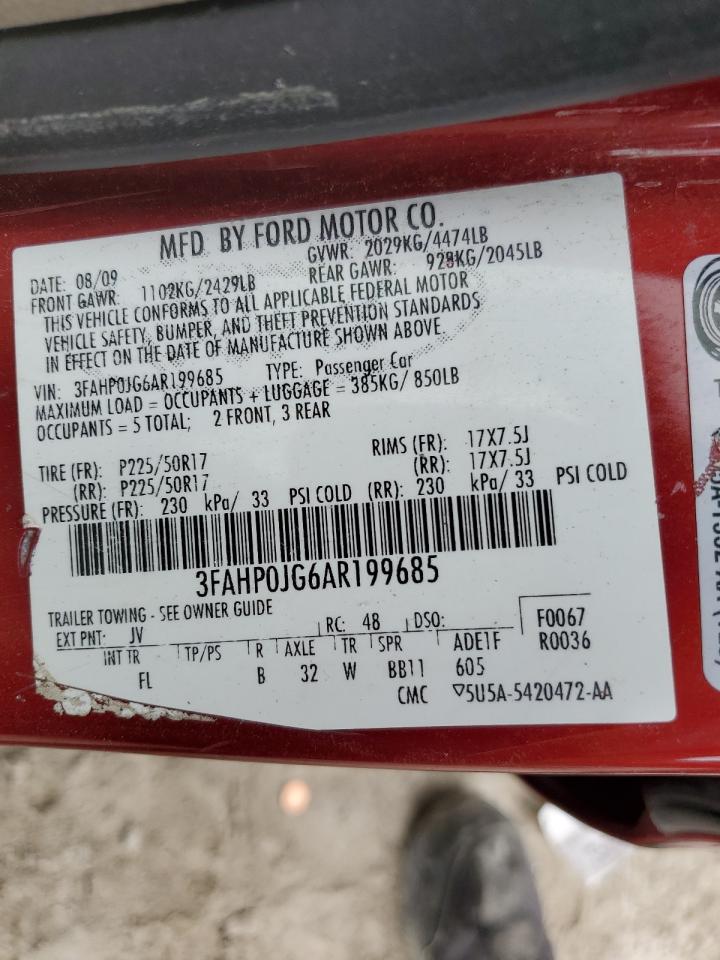 MFD BY FORD MOTOR CO.
DATE: 08/09 GVWR: 2029KG/4474LB
FRONT GAWR: 1102KG/2429LB REAR GAWR: 928KG/2045LB
THIS VEHICLE CONFORMS TO ALL APPLICABLE FEDERAL MOTOR
VEHICLE SAFETY, BUMPER, AND THEFT PREVENTION STANDARDS
IN EFFECT ON THE DATE OF MANUFACTURE SHOWN ABOVE.
VIN: 3FAHP0JG6AR199685 TYPE: Passenger Car
MAXIMUM LOAD = OCCUPANTS + LUGGAGE = 385KG/ 850LB
OCCUPANTS = 5 TOTAL; 2 FRONT, 3 REAR
TIRE (FR): P225/50R17 RIMS (FR): 17X7.5J
(RR): P225/50R17 (RR): 17X7.5J
PRESSURE (FR): 230 kPa/ 33 PSI COLD (RR): 230 kPa/ 33 PSI COLD
3FAHP0JG6AR199685
TRAILER TOWING - SEE OWNER GUIDE
EXT PNT: JV RC: 48 DSO: F0067
INT TR TP/PS R AXLE TR SPR ADE1F R0036
FL B 32 W BB11 605
CMC ▽5U5A-5420472-AA